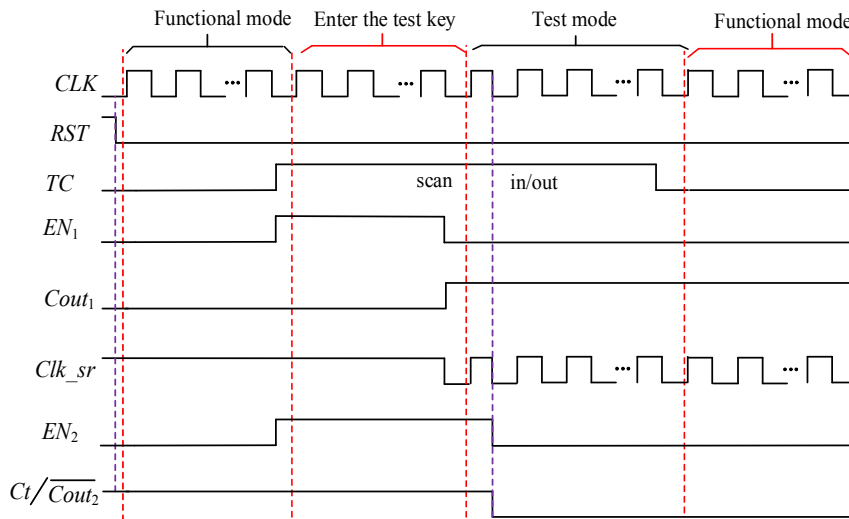 Functional mode Enter the test key Test mode Functional mode
CLK ... ... ... ...
RST
TC scan in/out
EN₁
Cout₁
Clk_sr ... ...
EN₂
Ct/\overline{Cout₂}